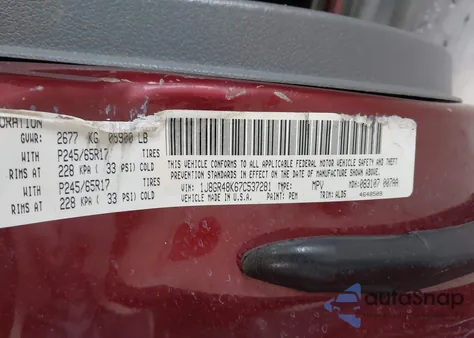 ORATION
GVWR: 2677 KG 05900 LB
WITH P245/65R17 TIRES
RIMS AT 228 KPA( 33 PSI) COLD
WITH P245/65R17 TIRES
RIMS AT 228 KPA( 33 PSI) COLD
THIS VEHICLE CONFORMS TO ALL APPLICABLE FEDERAL MOTOR VEHICLE SAFETY AND THEFT
PREVENTION STANDARDS IN EFFECT ON THE DATE OF MANUFACTURE SHOWN ABOVE.
VIN: 1J8GR48K67C537281 TYPE: MPV MDH: 083107 007AA
VEHICLE MADE IN U.S.A. PAINT: PEM TRIM: ALDS
autoSnap